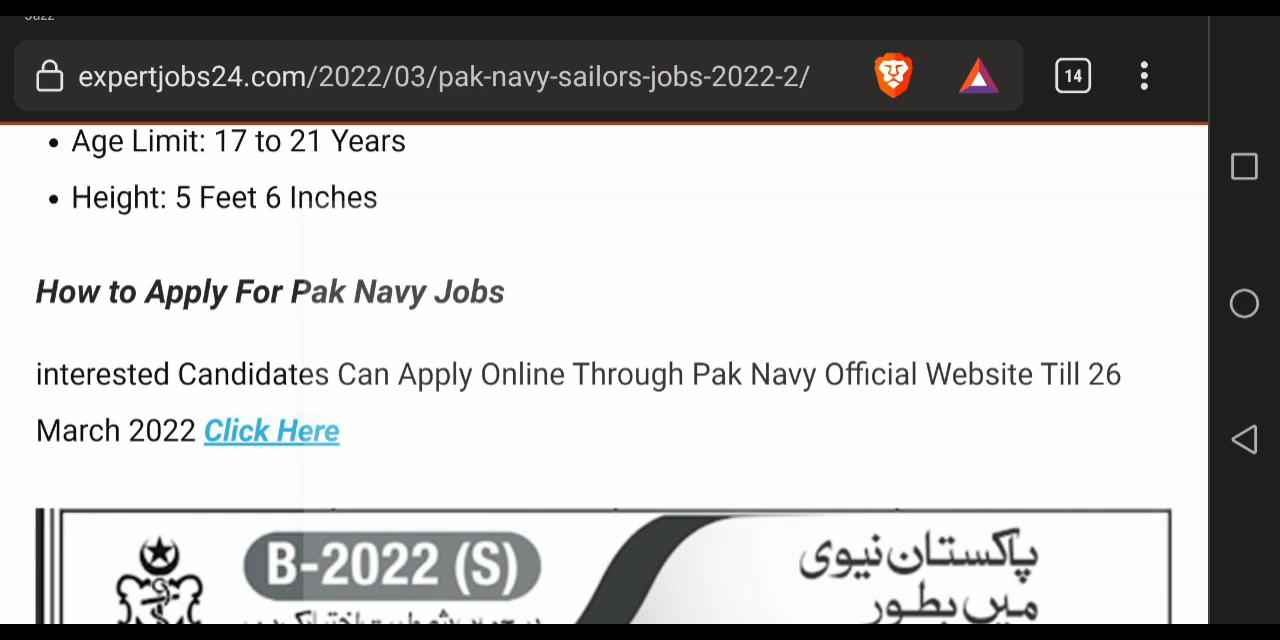 Jazz
expertjobs24.com/2022/03/pak-navy-sailors-jobs-2022-2/
14
• Age Limit: 17 to 21 Years
• Height: 5 Feet 6 Inches
How to Apply For Pak Navy Jobs
interested Candidates Can Apply Online Through Pak Navy Official Website Till 26
March 2022 Click Here
B-2022 (S)
پاکستان نیوی
میں بطور